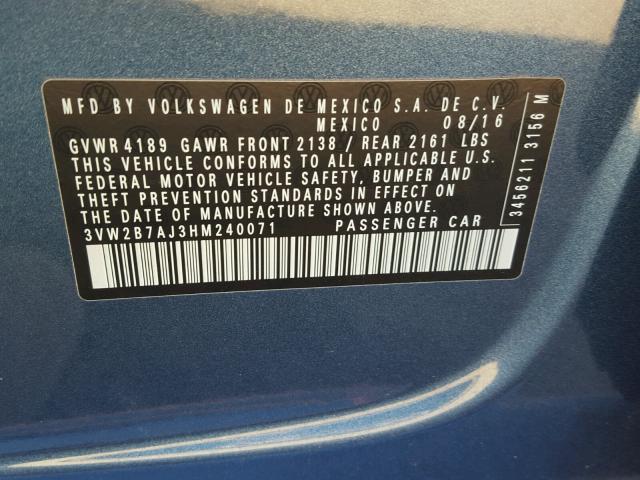 MFD BY VOLKSWAGEN DE MEXICO S.A. DE C.V.
MEXICO 08/16
GVWR 4189 GAWR FRONT 2138 / REAR 2161 LBS
THIS VEHICLE CONFORMS TO ALL APPLICABLE U.S.
FEDERAL MOTOR VEHICLE SAFETY, BUMPER AND
THEFT PREVENTION STANDARDS IN EFFECT ON
THE DATE OF MANUFACTURE SHOWN ABOVE.
3VW2B7AJ3HM240071 PASSENGER CAR
3456211 3156 M